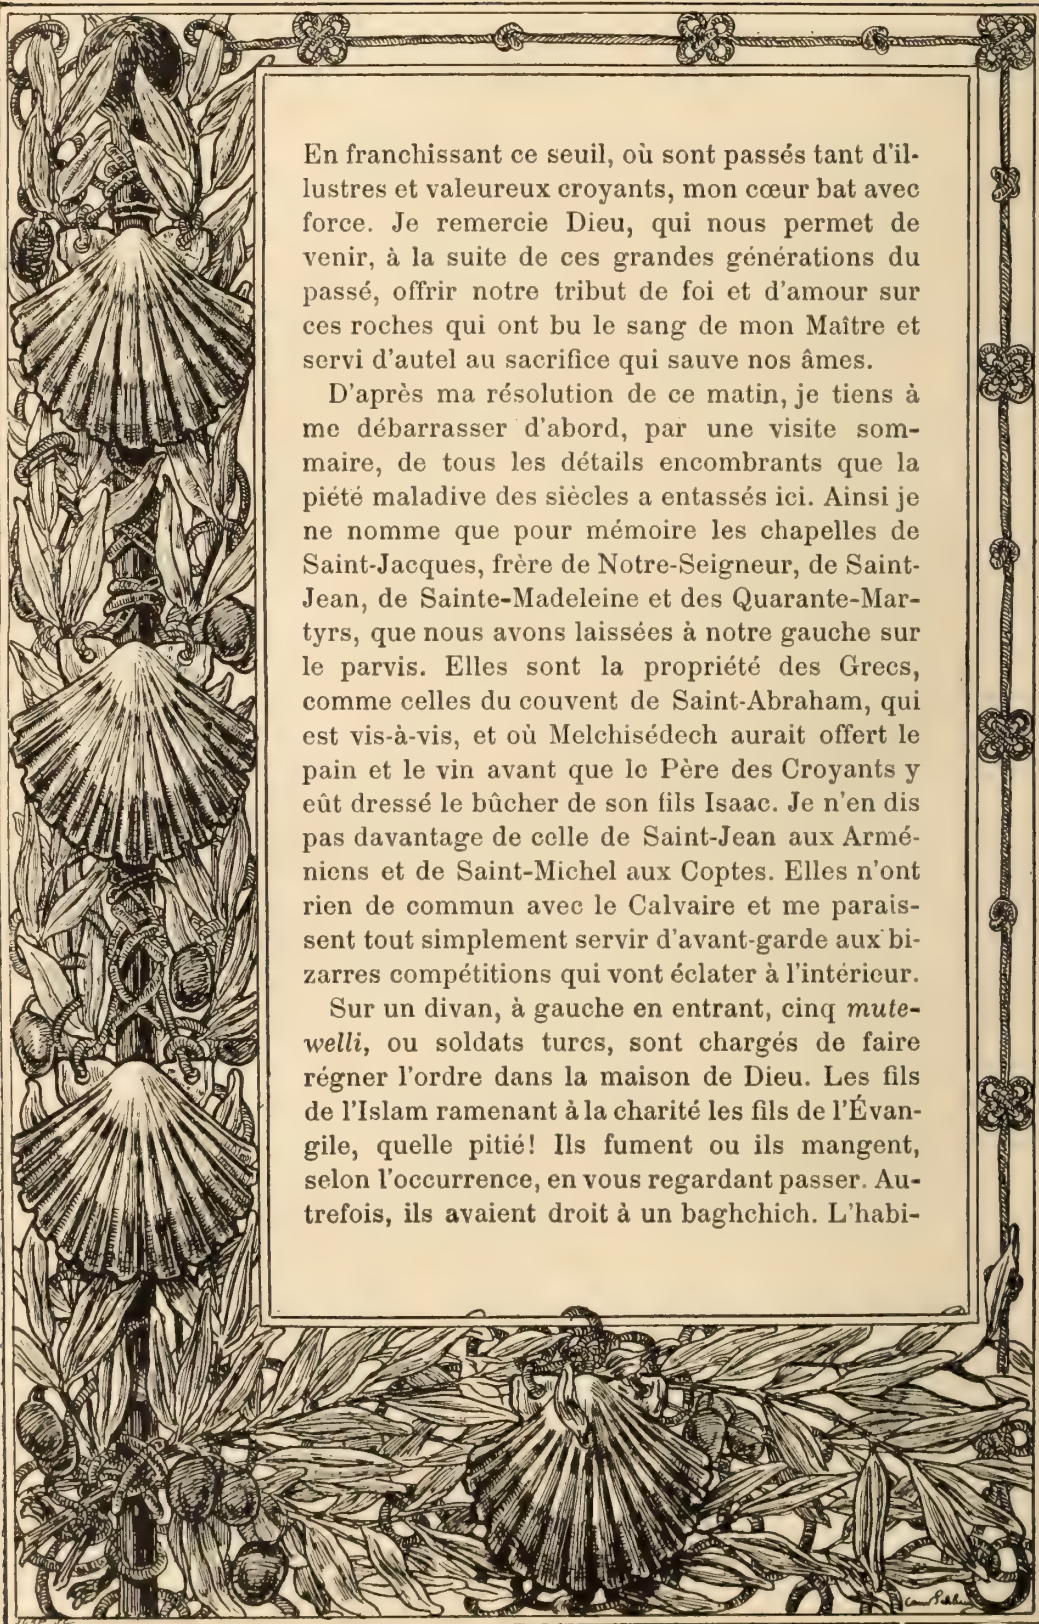 En franchissant ce seuil, où sont passés tant d'il-
lustres et valeureux croyants, mon cœur bat avec
force. Je remercie Dieu, qui nous permet de
venir, à la suite de ces grandes générations du
passé, offrir notre tribut de foi et d'amour sur
ces roches qui ont bu le sang de mon Maître et
servi d'autel au sacrifice qui sauve nos âmes.
D'après ma résolution de ce matin, je tiens à
me débarrasser d'abord, par une visite som-
maire, de tous les détails encombrants que la
piété maladive des siècles a entassés ici. Ainsi je
ne nomme que pour mémoire les chapelles de
Saint-Jacques, frère de Notre-Seigneur, de Saint-
Jean, de Sainte-Madeleine et des Quarante-Mar-
tyrs, que nous avons laissées à notre gauche sur
le parvis. Elles sont la propriété des Grecs,
comme celles du couvent de Saint-Abraham, qui
est vis-à-vis, et où Melchisédech aurait offert le
pain et le vin avant que le Père des Croyants y
eût dressé le bûcher de son fils Isaac. Je n'en dis
pas davantage de celle de Saint-Jean aux Armé-
niens et de Saint-Michel aux Coptes. Elles n'ont
rien de commun avec le Calvaire et me parais-
sent tout simplement servir d'avant-garde aux bi-
zarres compétitions qui vont éclater à l'intérieur.
Sur un divan, à gauche en entrant, cinq mute-
welli, ou soldats turcs, sont chargés de faire
régner l'ordre dans la maison de Dieu. Les fils
de l'Islam ramenant à la charité les fils de l'Évan-
gile, quelle pitié! Ils fument ou ils mangent,
selon l'occurrence, en vous regardant passer. Au-
trefois, ils avaient droit à un baghchich. L'habi-